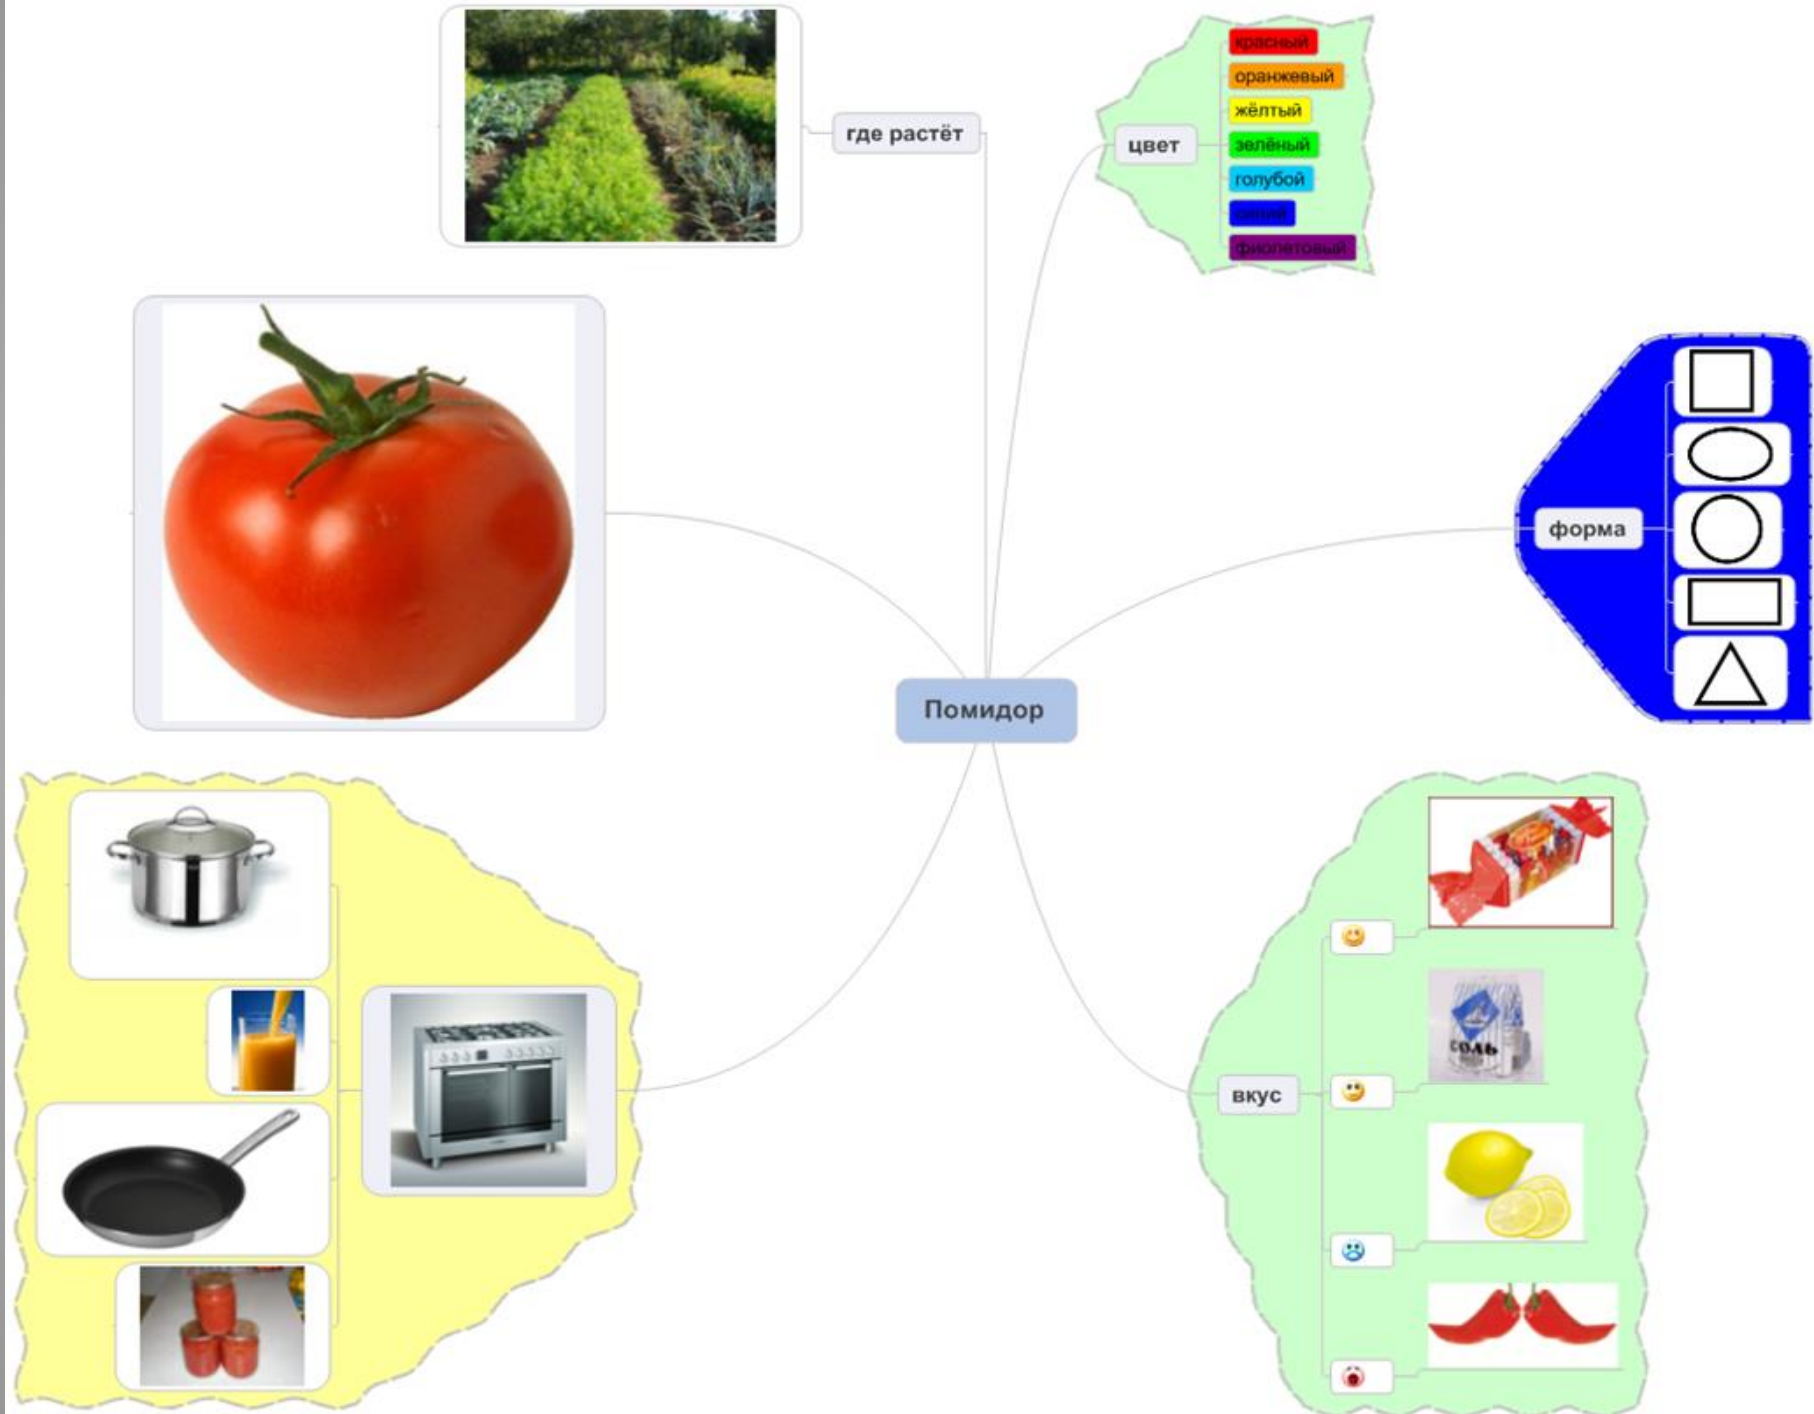 где растёт
цвет
красный
оранжевый
жёлтый
зелёный
голубой
синий
фиолетовый
форма
Помидор
вкус
СОЛЬ